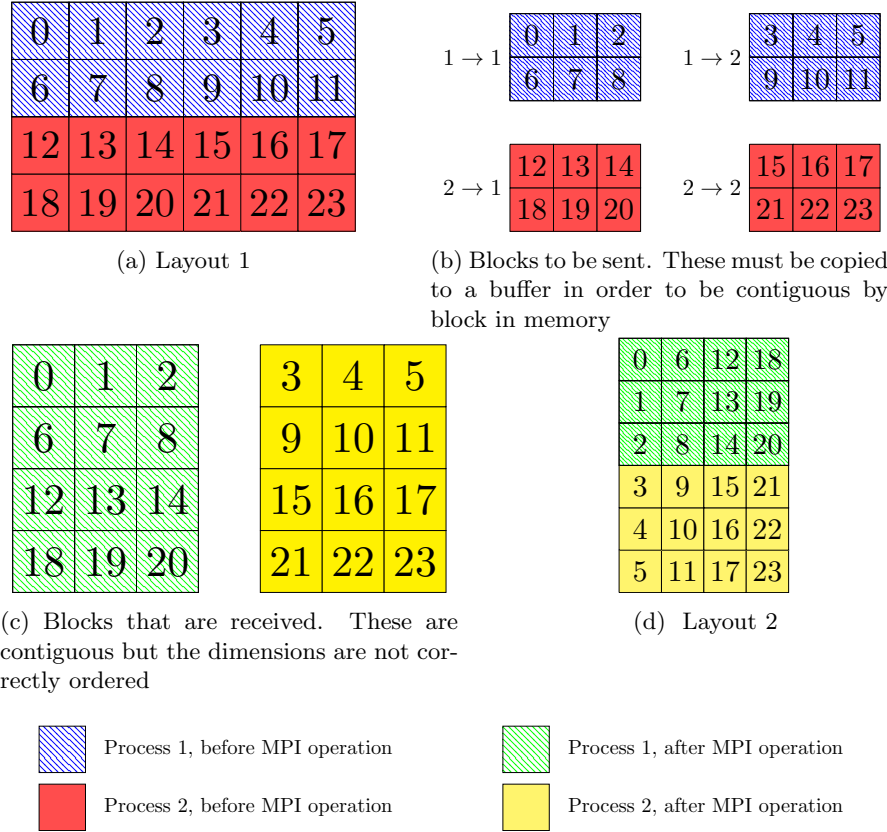 0 1 2 3 4 5
6 7 8 9 10 11
12 13 14 15 16 17
18 19 20 21 22 23
(a) Layout 1
1 → 1
0 1 2
6 7 8
1 → 2
3 4 5
9 10 11
2 → 1
12 13 14
18 19 20
2 → 2
15 16 17
21 22 23
(b) Blocks to be sent. These must be copied
to a buffer in order to be contiguous by
block in memory
0 1 2
6 7 8
12 13 14
18 19 20
3 4 5
9 10 11
15 16 17
21 22 23
(c) Blocks that are received. These are
contiguous but the dimensions are not cor-
rectly ordered
0 6 12 18
1 7 13 19
2 8 14 20
3 9 15 21
4 10 16 22
5 11 17 23
(d) Layout 2
Process 1, before MPI operation
Process 1, after MPI operation
Process 2, before MPI operation
Process 2, after MPI operation